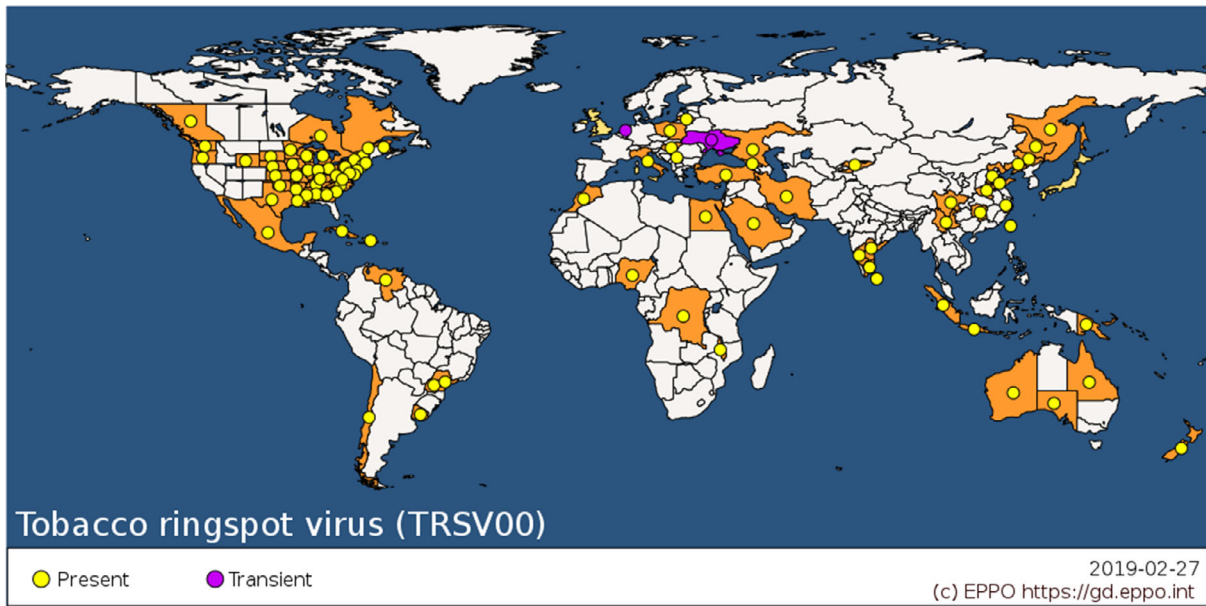 Tobacco ringspot virus (TRSV00)
Present
Transient
2019-02-27
(c) EPPO https://gd.eppo.int